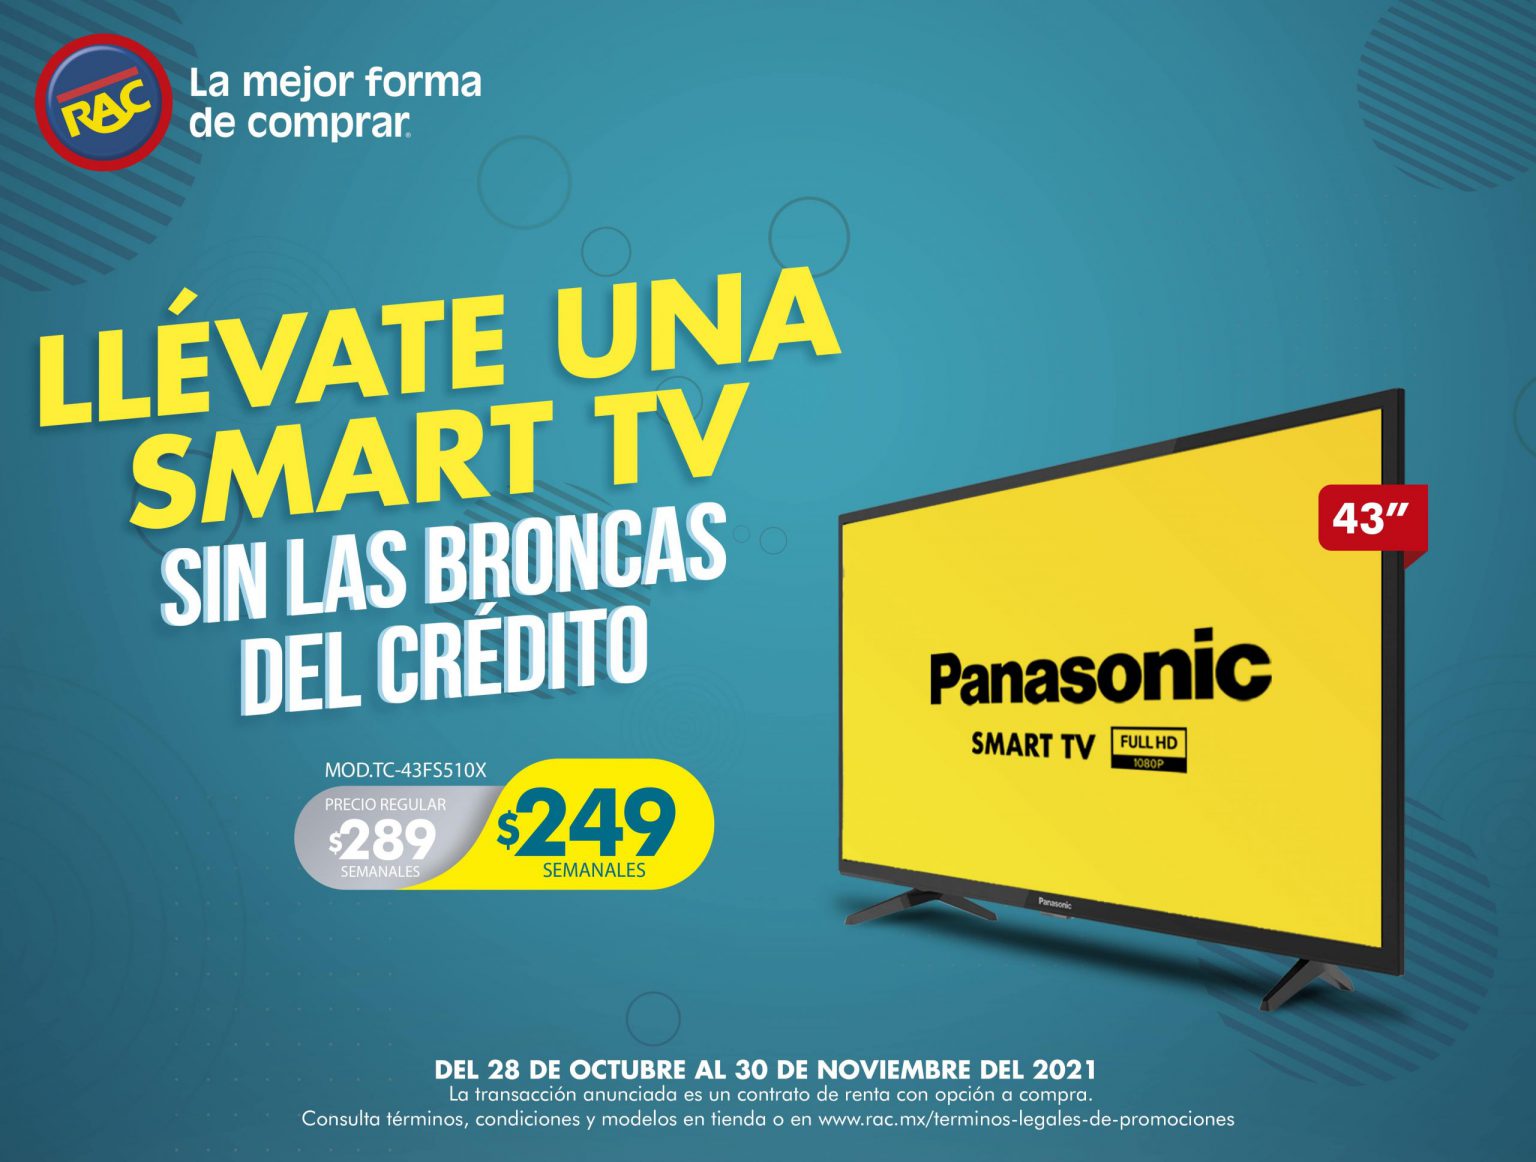 RAC
La mejor forma
de comprar®
LLÉVATE UNA
SMART TV
SIN LAS BRONCAS
DEL CRÉDITO
MOD.TC-43FS510X
PRECIO REGULAR
$289
SEMANALES
$249
SEMANALES
43”
Panasonic
SMART TV
FULL HD
1080P
Panasonic
DEL 28 DE OCTUBRE AL 30 DE NOVIEMBRE DEL 2021
La transacción anunciada es un contrato de renta con opción a compra.
Consulta términos, condiciones y modelos en tienda o en www.rac.mx/terminos-legales-de-promociones